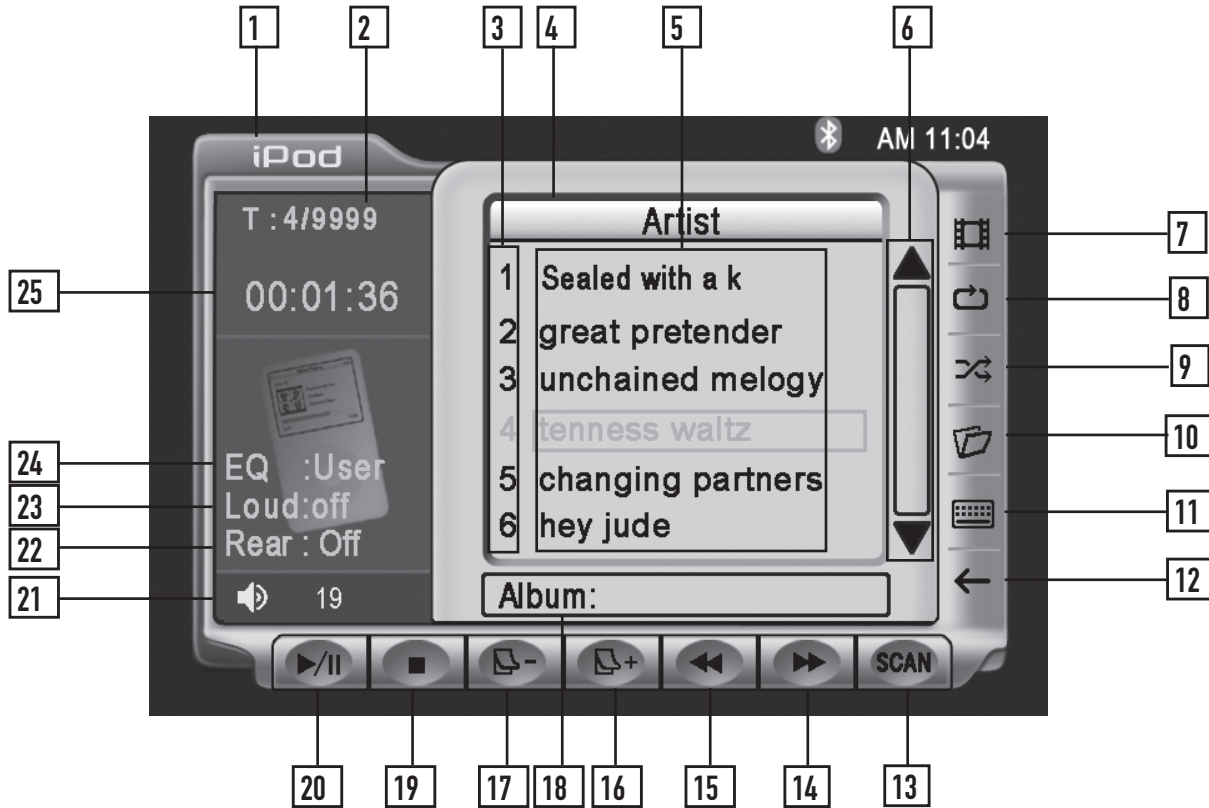 1 2 3 4 5 6
AM 11:04
iPod
T : 4/9999
Artist
7
1 Sealed with a k
25
00:01:36
8
2 great pretender
3 unchained melogy
9
4 tenness waltz
10
24
EQ :User
5 changing partners
23
Loud:off
11
22
Rear : Off
6 hey jude
12
21
19
Album:
SCAN
20 19 17 18 16 15 14 13